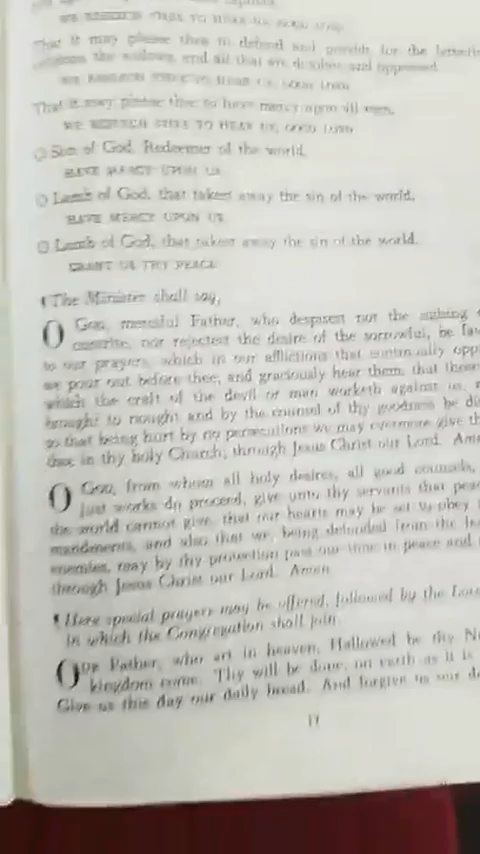 WE BESEECH THEE TO HEAR US, GOOD LORD
That it may please thee to defend and provide for the
children the widows, and all that are desolate and oppressed
WE BESEECH THEE TO HEAR US, GOOD LORD
That it may please thee to have mercy upon all men,
WE BESEECH THEE TO HEAR US, GOOD LORD
O Son of God, Redeemer of the world,
HAVE MERCY UPON US
O Lamb of God, that takest away the sin of the world,
HAVE MERCY UPON US
O Lamb of God, that takest away the sin of the world,
GRANT US THY PEACE
¶ The Minister shall say,
O God, merciful Father, who despisest not the sighing
contrite, nor rejectest the desire of the sorrowful, be
to our prayers, which in our afflictions that continually
we pour out before thee, and graciously hear them, that
which the craft of the devil or man worketh against us,
brought to nought and by the counsel of thy goodness be
so that being hurt by no persecutions we may evermore give
thee in thy holy Church, through Jesus Christ our Lord.
O God, from whom all holy desires, all good counsels,
just works do proceed, give unto thy servants that
the world cannot give, that our hearts may be set to obey
mandments, and also that we, being defended from the
enemies, may by thy protection pass our time in peace and
through Jesus Christ our Lord. Amen
¶ Here special prayers may be offered, followed by the
in which the Congregation shall join.
OUR Father, who art in heaven, Hallowed be thy
kingdom come. Thy will be done, on earth as it is
Give us this day our daily bread. And forgive us our
11